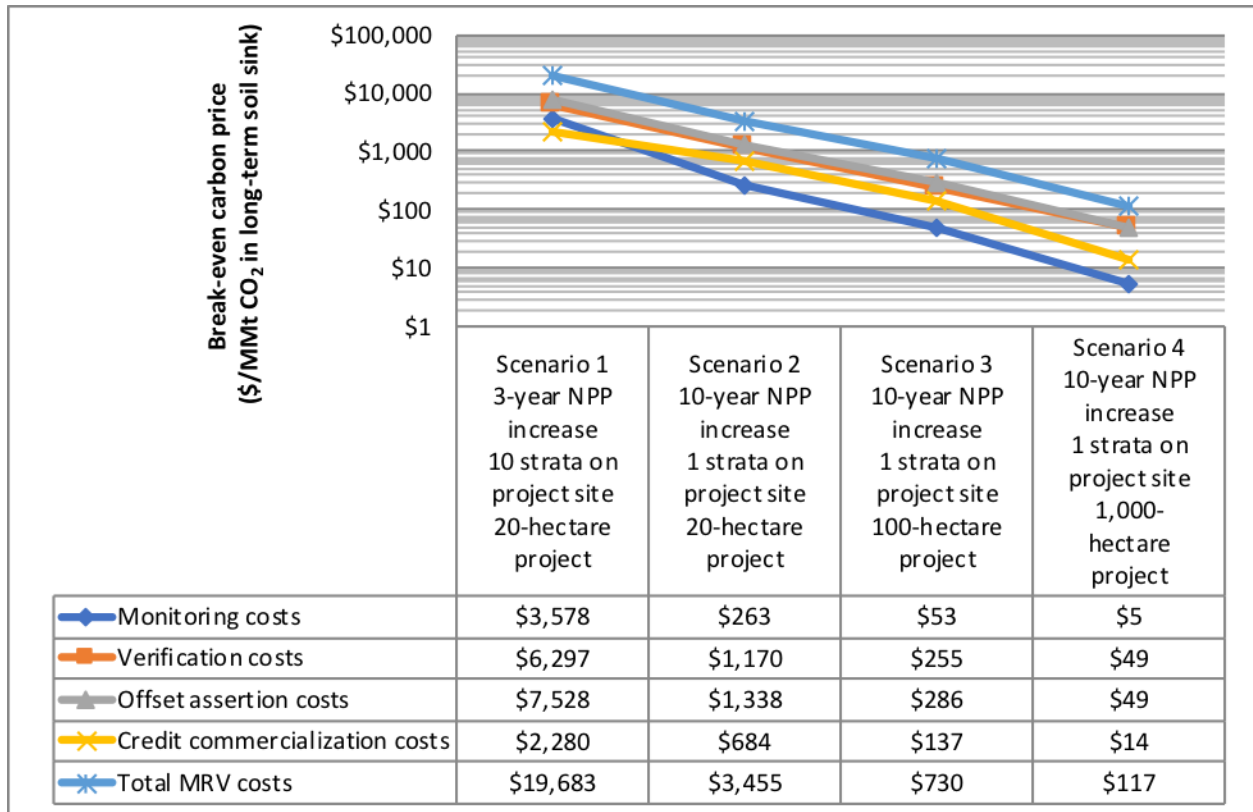 Break-even carbon price
($/MMt CO₂ in long-term soil sink)
$100,000
$10,000
$1,000
$100
$10
$1
Scenario 1
3-year NPP
increase
10 strata on
project site
20-hectare
project
Scenario 2
10-year NPP
increase
1 strata on
project site
20-hectare
project
Scenario 3
10-year NPP
increase
1 strata on
project site
100-hectare
project
Scenario 4
10-year NPP
increase
1 strata on
project site
1,000-
hectare
project
Monitoring costs $3,578 $263 $53 $5
Verification costs $6,297 $1,170 $255 $49
Offset assertion costs $7,528 $1,338 $286 $49
Credit commercialization costs $2,280 $684 $137 $14
Total MRV costs $19,683 $3,455 $730 $117